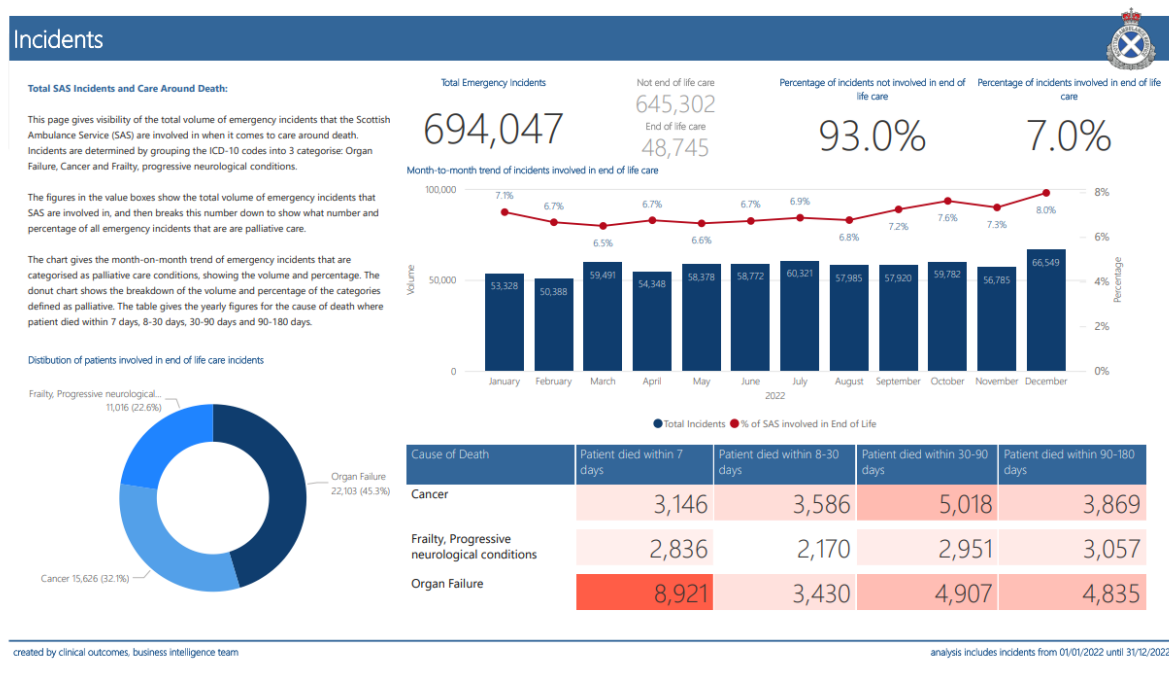 Incidents
Total SAS Incidents and Care Around Death:
This page gives visibility of the total volume of emergency incidents that the Scottish
Ambulance Service (SAS) are involved in when it comes to care around death.
Incidents are determined by grouping the ICD-10 codes into 3 categorise: Organ
Failure, Cancer and Frailty, progressive neurological conditions.
The figures in the value boxes show the total volume of emergency incidents that
SAS are involved in, and then breaks this number down to show what number and
percentage of all emergency incidents that are are palliative care.
The chart gives the month-on-month trend of emergency incidents that are
categorised as palliative care conditions, showing the volume and percentage. The
donut chart shows the breakdown of the volume and percentage of the categories
defined as palliative. The table gives the yearly figures for the cause of death where
patient died within 7 days, 8-30 days, 30-90 days and 90-180 days.
Distibution of patients involved in end of life care incidents
Frailty, Progressive neurological...
11,016 (22.6%)
Organ Failure
22,103 (45.3%)
Cancer 15,626 (32.1%)
Total Emergency Incidents
694,047
Not end of life care
645,302
End of life care
48,745
Percentage of incidents not involved in end of
life care
93.0%
Percentage of incidents involved in end of life
care
7.0%
Month-to-month trend of incidents involved in end of life care
100,000
50,000
0
Volume
7.1%
6.7%
6.5%
6.7%
6.6%
6.7%
6.9%
6.8%
7.2%
7.6%
7.3%
8.0%
53,328
50,388
59,491
54,348
58,378
58,772
60,321
57,985
57,920
59,782
56,785
66,549
8%
6%
4%
2%
0%
Percentage
January February March April May June July August September October November December
2022
Total Incidents % of SAS involved in End of Life
Cause of Death
Patient died within 7
days
Patient died within 8-30
days
Patient died within 30-90
days
Patient died within 90-180
days
Cancer 3,146 3,586 5,018 3,869
Frailty, Progressive
neurological conditions
2,836 2,170 2,951 3,057
Organ Failure 8,921 3,430 4,907 4,835
created by clinical outcomes, business intelligence team
analysis includes incidents from 01/01/2022 until 31/12/2022